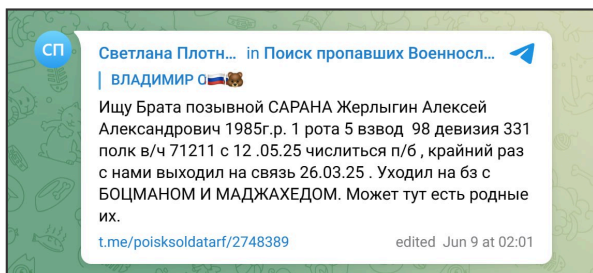 СП
Светлана Плотн... in Поиск пропавших Военносл...
ВЛАДИМИР О
Ищу Брата позывной САРАНА Жерлыгин Алексей
Александрович 1985г.р. 1 рота 5 взвод 98 девизия 331
полк в/ч 71211 с 12 .05.25 числиться п/б , крайний раз
с нами выходил на связь 26.03.25 . Уходил на бз с
БОЦМАНОМ И МАДЖАХЕДОМ. Может тут есть родные
их.
t.me/poisksoldatarf/2748389 edited Jun 9 at 02:01